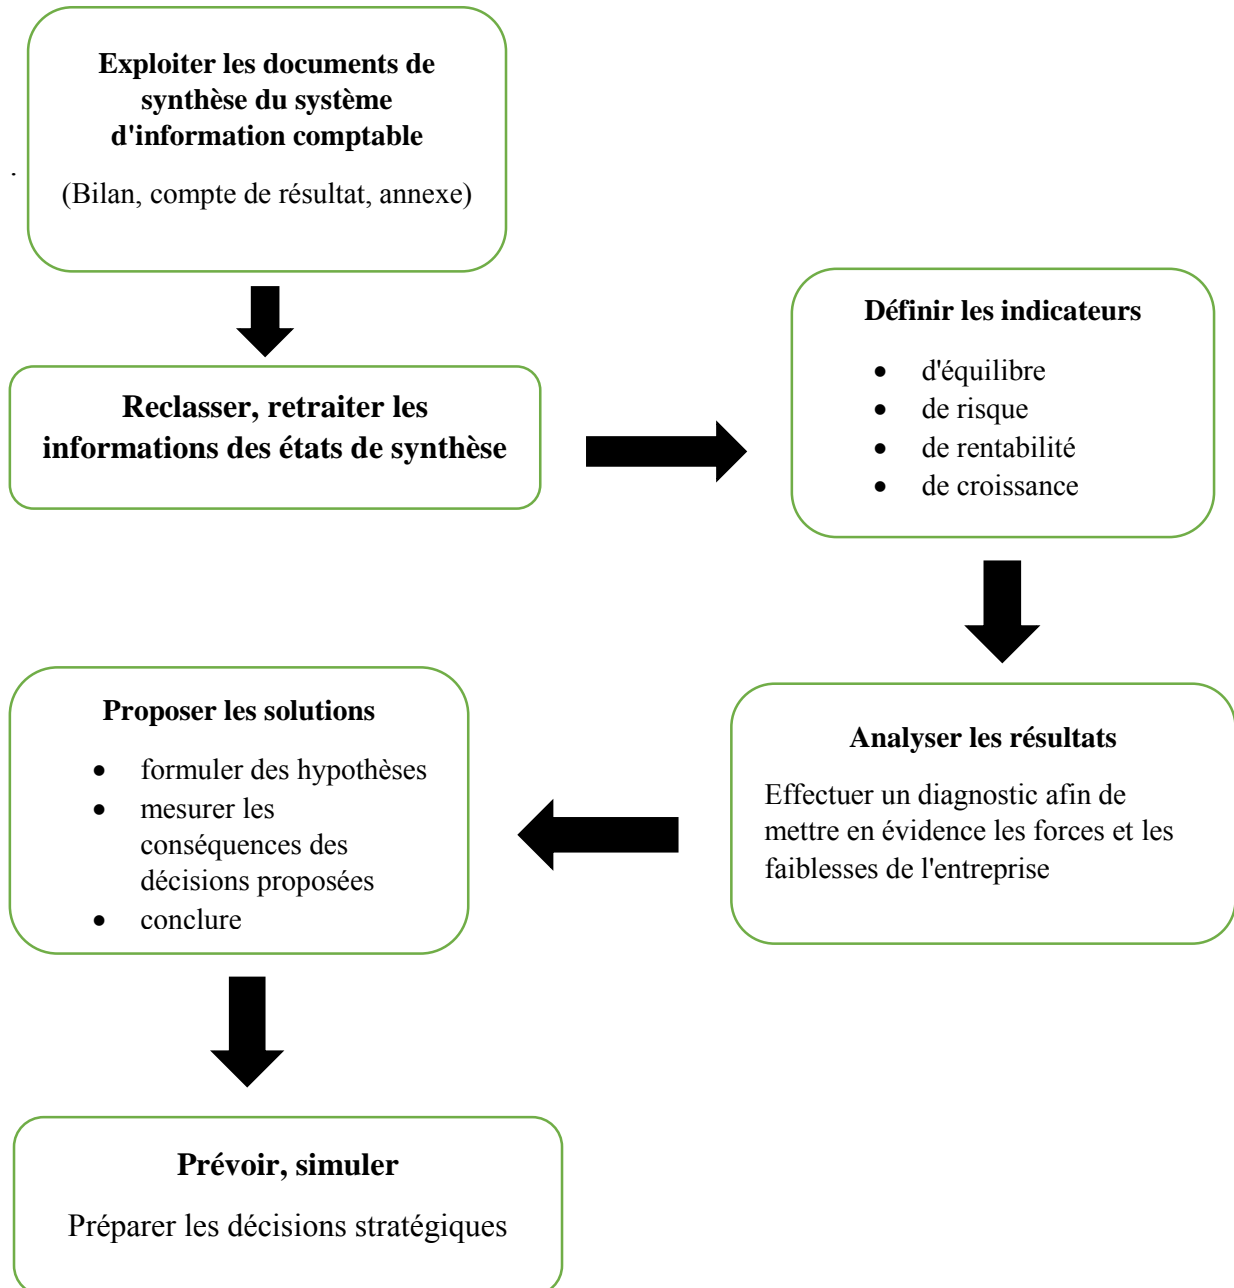 Exploiter les documents de
synthèse du système
d'information comptable
(Bilan, compte de résultat, annexe)
.
Reclasser, retraiter les
informations des états de synthèse
Définir les indicateurs
• d'équilibre
• de risque
• de rentabilité
• de croissance
Analyser les résultats
Effectuer un diagnostic afin de
mettre en évidence les forces et les
faiblesses de l'entreprise
Proposer les solutions
• formuler des hypothèses
• mesurer les
conséquences des
décisions proposées
• conclure
Prévoir, simuler
Préparer les décisions stratégiques